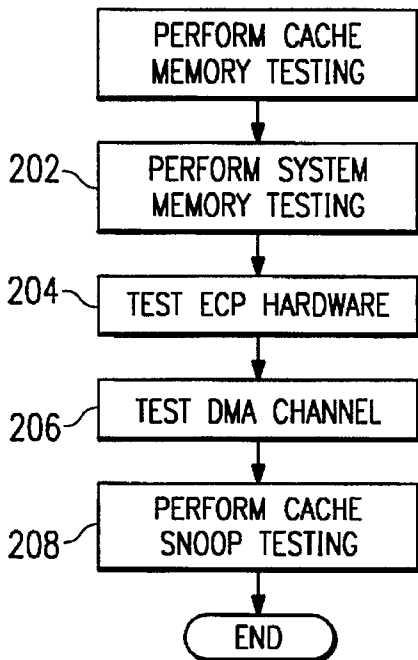 PERFORM CACHE
MEMORY TESTING
202
PERFORM SYSTEM
MEMORY TESTING
204
TEST ECP HARDWARE
206
TEST DMA CHANNEL
208
PERFORM CACHE
SNOOP TESTING
END